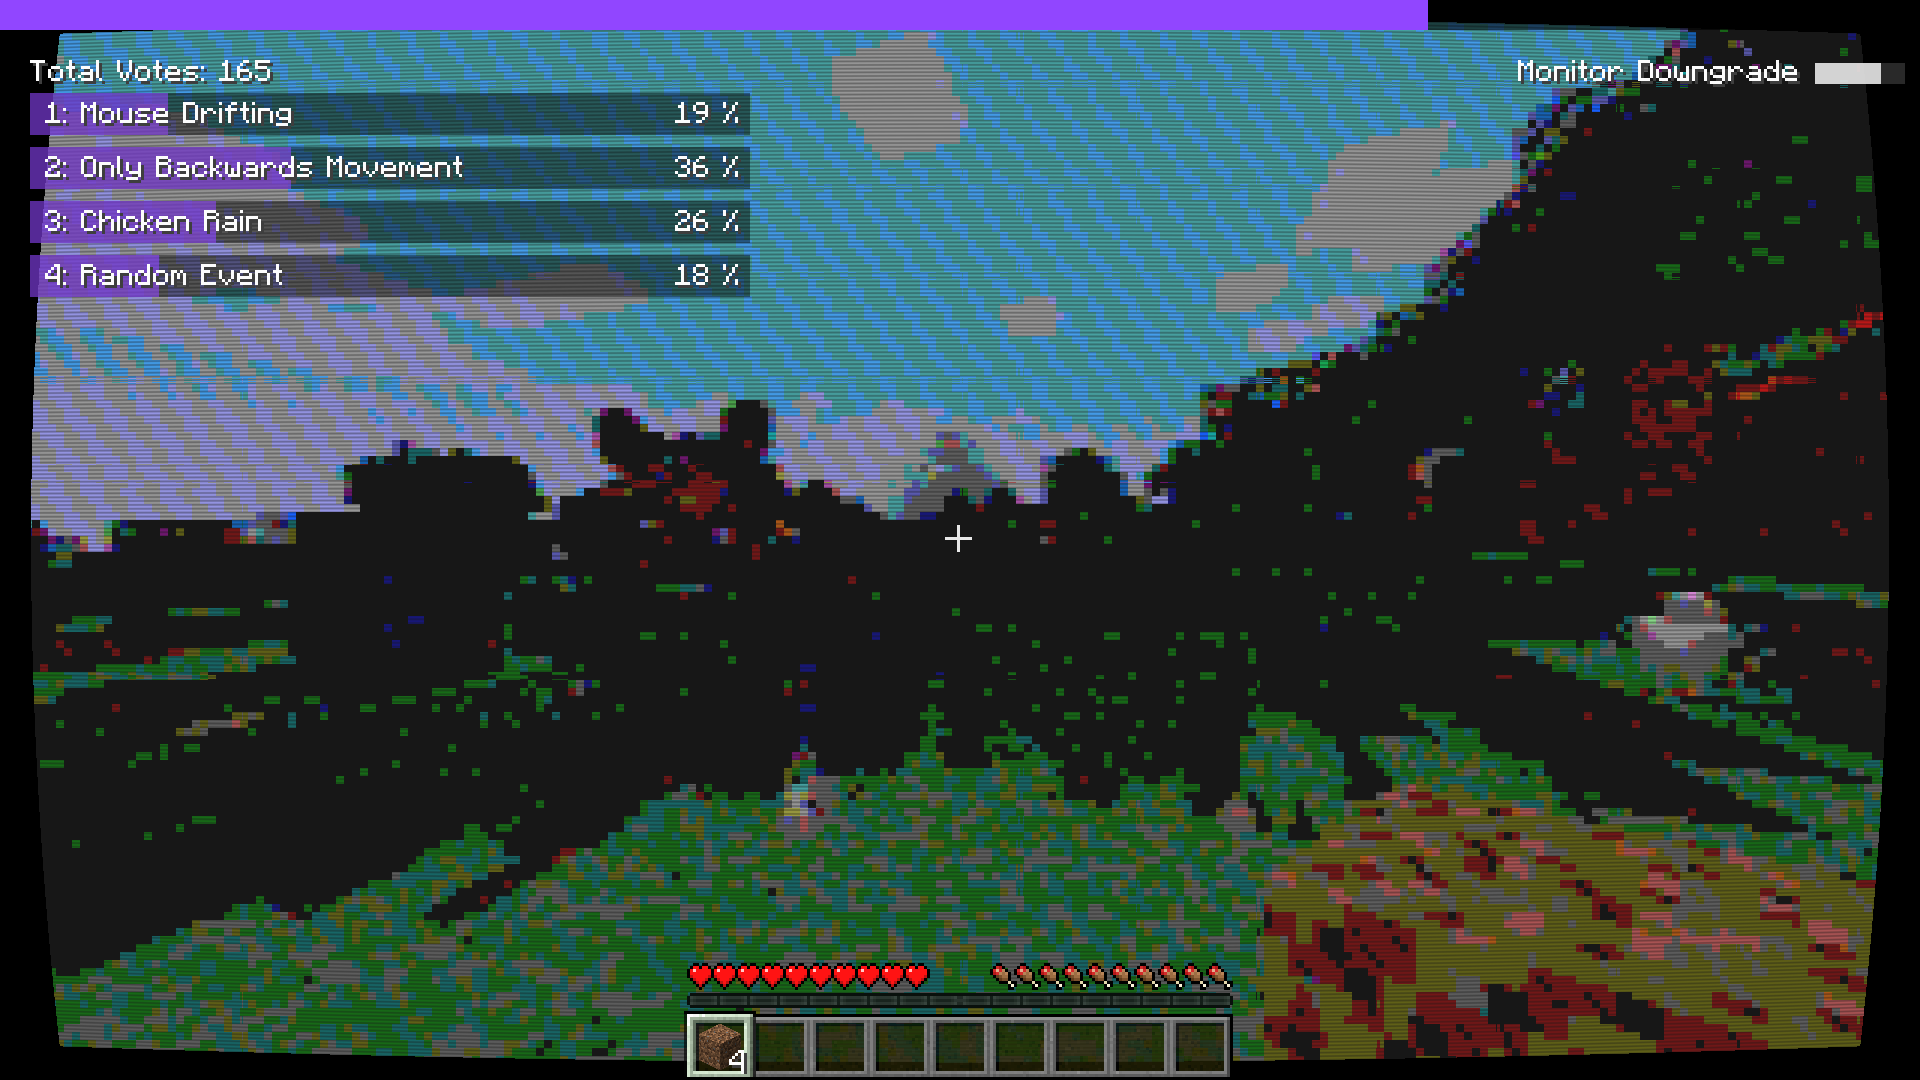 Total Votes: 165
1: Mouse Drifting 19 %
2: Only Backwards Movement 36 %
3: Chicken Rain 26 %
4: Random Event 18 %
Monitor Downgrade
4